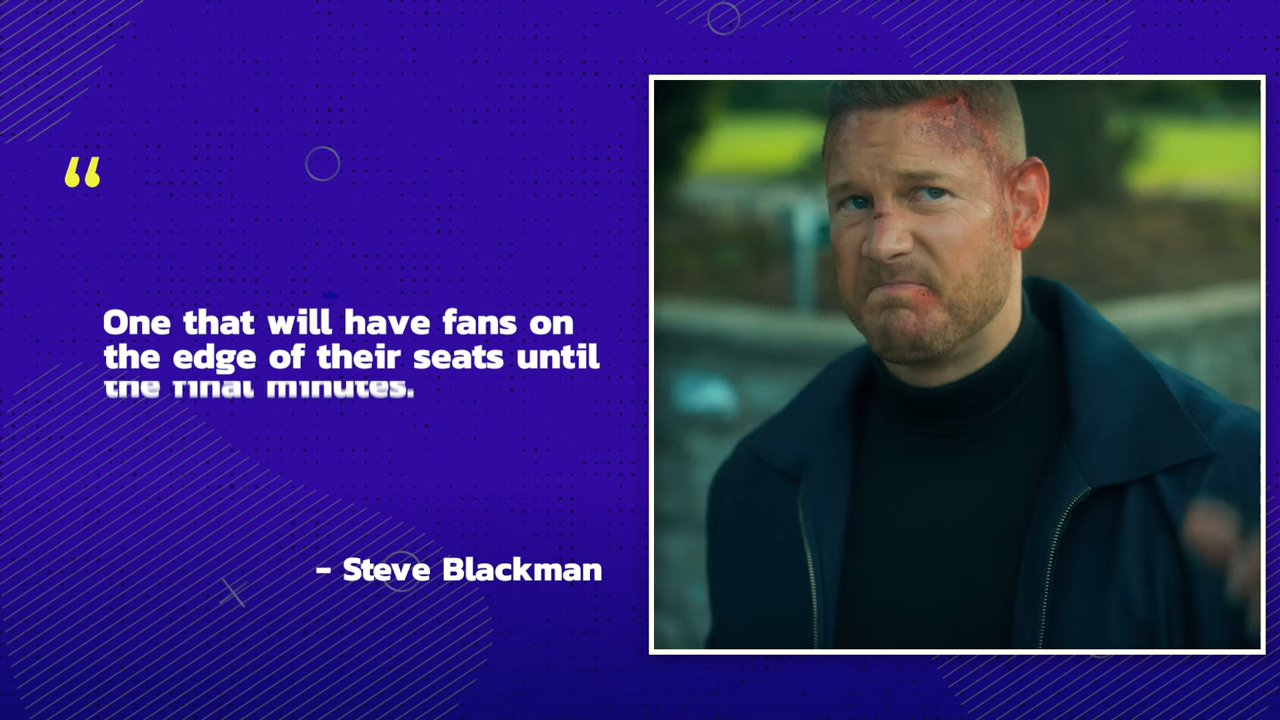 “
One that will have fans on
the edge of their seats until
the final minutes.
- Steve Blackman